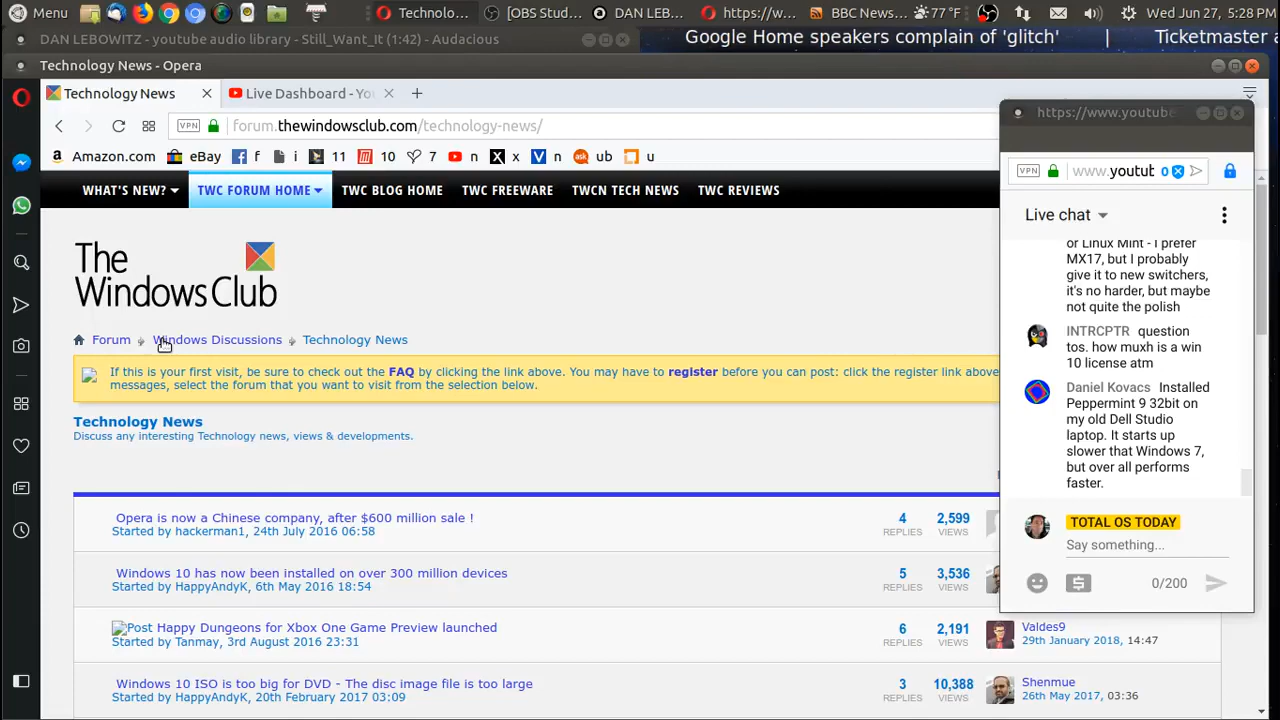 Menu
Technolo...
[OBS Stud...
DAN LEB...
https://w...
BBC News...
77 °F
Wed Jun 27, 5:28 PM
DAN LEBOWITZ - youtube audio library - Still_Want_It (1:42) - Audacious
Google Home speakers complain of 'glitch' | Ticketmaster a
Technology News - Opera
Technology News
Live Dashboard - Yo
VPN forum.thewindowsclub.com/technology-news/
Amazon.com eBay f i 11 10 7 n x n ub u
WHAT'S NEW? TWC FORUM HOME TWC BLOG HOME TWC FREEWARE TWCN TECH NEWS TWC REVIEWS
The
Windows Club
Forum Windows Discussions Technology News
If this is your first visit, be sure to check out the FAQ by clicking the link above. You may have to register before you can post: click the register link above
messages, select the forum that you want to visit from the selection below.
Technology News
Discuss any interesting Technology news, views & developments.
Opera is now a Chinese company, after $600 million sale !
Started by hackerman1, 24th July 2016 06:58
4 2,599
REPLIES VIEWS
Windows 10 has now been installed on over 300 million devices
Started by HappyAndyK, 6th May 2016 18:54
5 3,536
REPLIES VIEWS
Post Happy Dungeons for Xbox One Game Preview launched
Started by Tanmay, 3rd August 2016 23:31
6 2,191
REPLIES VIEWS
Valdes9
29th January 2018, 14:47
Windows 10 ISO is too big for DVD - The disc image file is too large
Started by HappyAndyK, 20th February 2017 03:09
3 10,388
REPLIES VIEWS
Shenmue
26th May 2017, 03:36
https://www.youtube
VPN www.youtub 0
Live chat
or Linux Mint - I prefer
MX17, but I probably
give it to new switchers,
it's no harder, but maybe
not quite the polish
INTRCPTR question
tos. how muxh is a win
10 license atm
Daniel Kovacs Installed
Peppermint 9 32bit on
my old Dell Studio
laptop. It starts up
slower that Windows 7,
but over all performs
faster.
TOTAL OS TODAY
Say something...
0/200